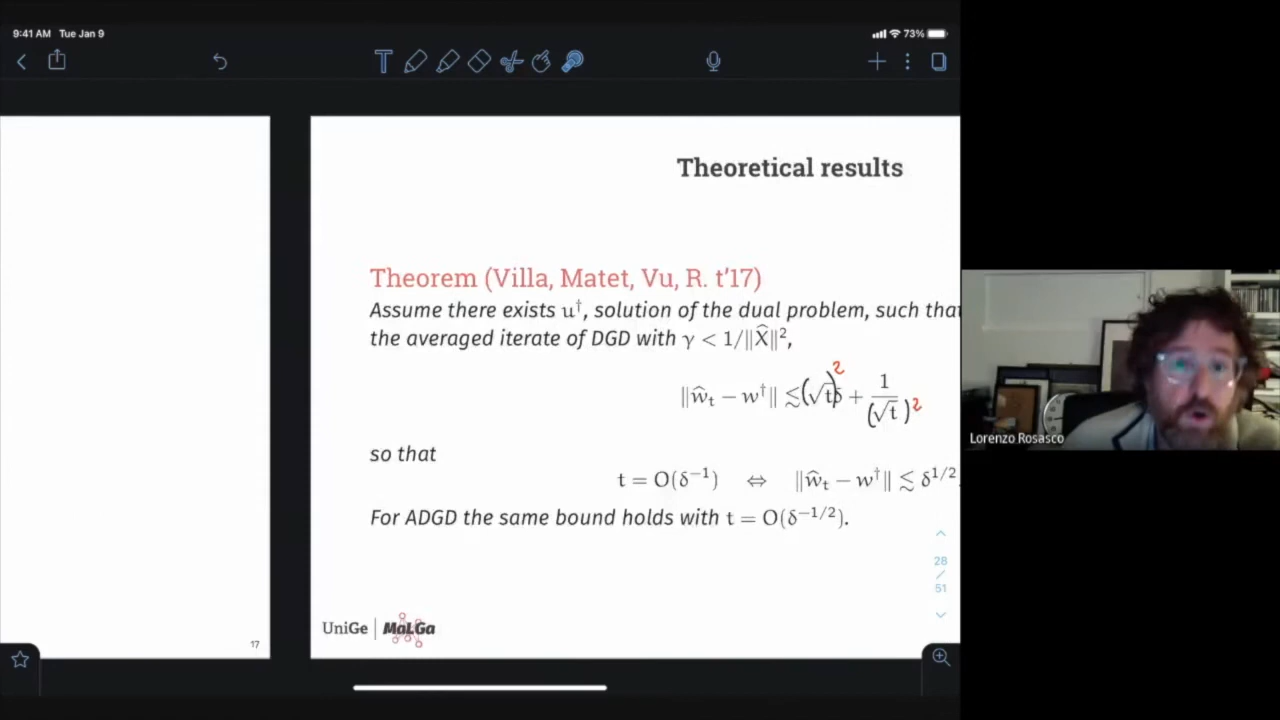 9:41 AM Tue Jan 9
73%
Theoretical results
Theorem (Villa, Matet, Vu, R. t'17)
Assume there exists u†, solution of the dual problem, such that
the averaged iterate of DGD with γ < 1/‖X̂‖²,
‖ŵₜ − w†‖ ≲ (√t)² δ + 1/(√t)²
so that
t = O(δ⁻¹) ⇔ ‖ŵₜ − w†‖ ≲ δ^{1/2}
For ADGD the same bound holds with t = O(δ^{−1/2}).
28
/
51
UniGe | MaLGa
17
Lorenzo Rosasco